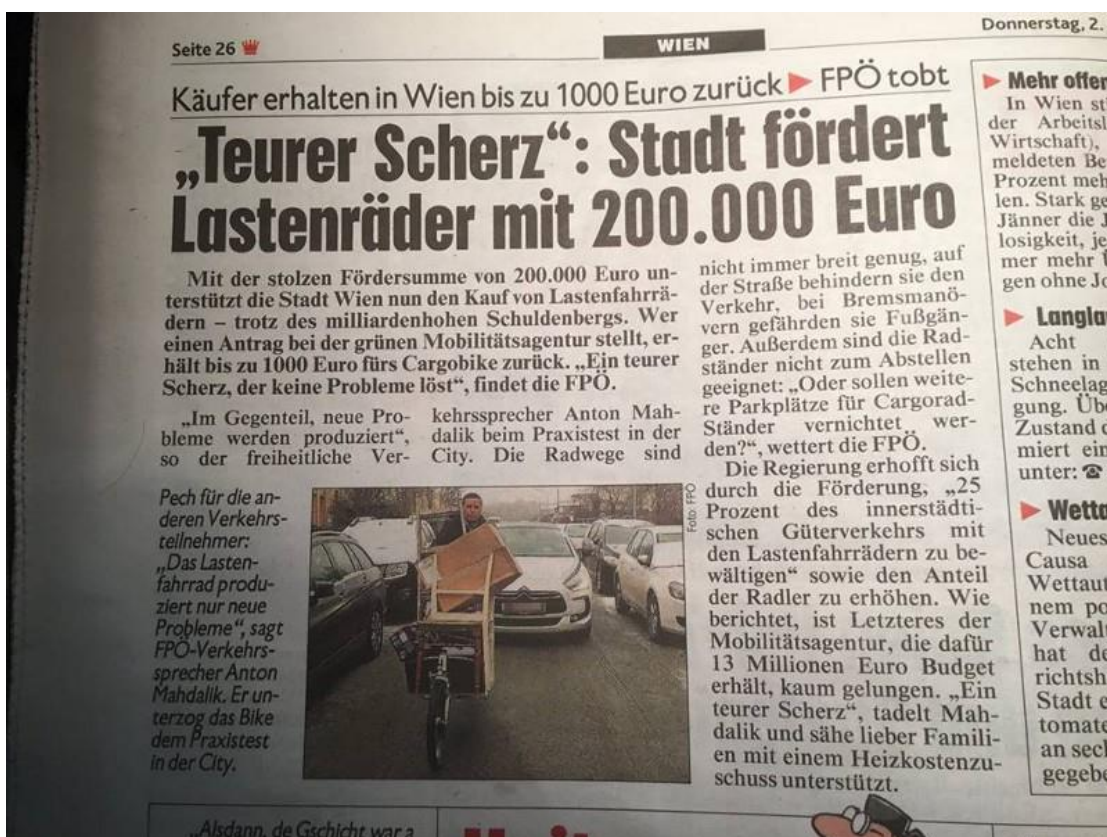 Seite 26
WIEN
Donnerstag, 2.
Käufer erhalten in Wien bis zu 1000 Euro zurück ▶ FPÖ tobt
„Teurer Scherz“: Stadt fördert
Lastenräder mit 200.000 Euro
Mit der stolzen Fördersumme von 200.000 Euro un-
terstützt die Stadt Wien nun den Kauf von Lastenfahrrä-
dern – trotz des milliardenhohen Schuldenbergs. Wer
einen Antrag bei der grünen Mobilitätsagentur stellt, er-
hält bis zu 1000 Euro fürs Cargobike zurück. „Ein teurer
Scherz, der keine Probleme löst“, findet die FPÖ.
„Im Gegenteil, neue Pro-
bleme werden produziert“,
so der freiheitliche Ver-
kehrssprecher Anton Mah-
dalik beim Praxistest in der
City. Die Radwege sind
nicht immer breit genug, auf
der Straße behindern sie den
Verkehr, bei Bremsmanö-
vern gefährden sie Fußgän-
ger. Außerdem sind die Rad-
ständer nicht zum Abstellen
geeignet: „Oder sollen weite-
re Parkplätze für Cargorad-
Ständer vernichtet wer-
den?“, wettert die FPÖ.
Die Regierung erhofft sich
durch die Förderung, „25
Prozent des innerstädti-
schen Güterverkehrs mit
den Lastenfahrrädern zu be-
wältigen“ sowie den Anteil
der Radler zu erhöhen. Wie
berichtet, ist Letzteres der
Mobilitätsagentur, die dafür
13 Millionen Euro Budget
erhält, kaum gelungen. „Ein
teurer Scherz“, tadelt Mah-
dalik und sähe lieber Famili-
en mit einem Heizkostenzu-
schuss unterstützt.
Pech für die an-
deren Verkehrs-
teilnehmer:
„Das Lasten-
fahrrad produ-
ziert nur neue
Probleme“, sagt
FPÖ-Verkehrs-
sprecher Anton
Mahdalik. Er un-
terzog das Bike
dem Praxistest
in der City.
Foto: FPÖ
▶ Mehr offen
In Wien st
der Arbeitsl
Wirtschaft),
meldeten Be
Prozent meh
len. Stark ge
Jänner die J
losigkeit, je
mer mehr
gen ohne Jo
▶ Langla
Acht
stehen in
Schneelag
gung. Übe
Zustand d
miert ein
unter: ☎
▶ Wetta
Neues
Causa
Wettaut
nem po
Verwalt
hat de
richtsh
Stadt e
tomate
an sech
gegebe
„Alsdann, de Gschicht war a